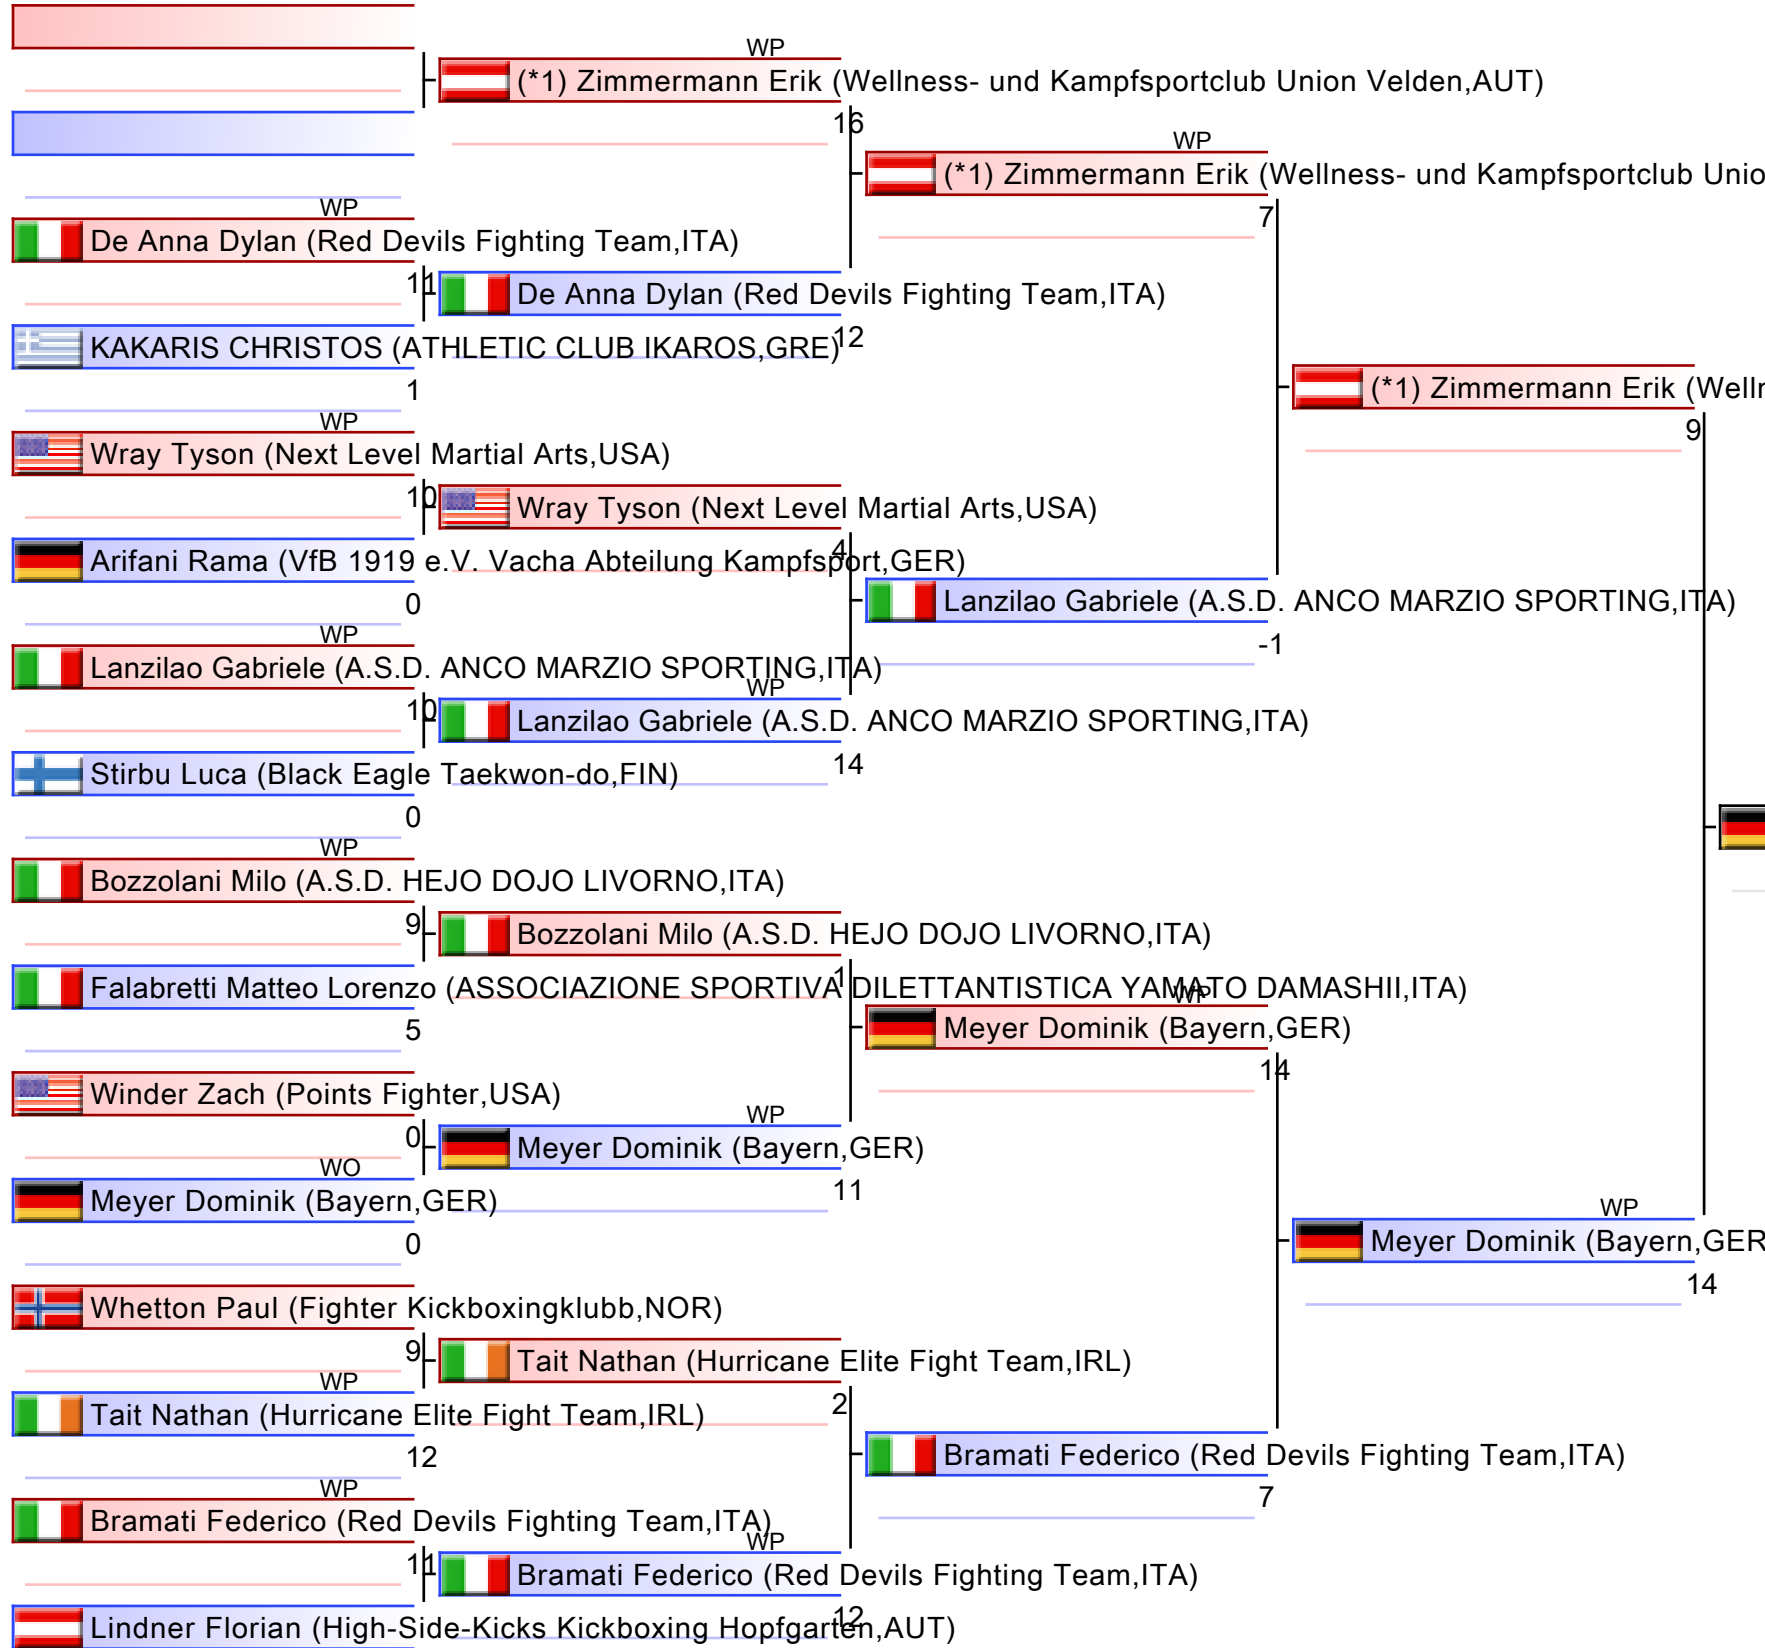 WP
(*1) Zimmermann Erik (Wellness- und Kampfsportclub Union Velden,AUT)
16
WP
(*1) Zimmermann Erik (Wellness- und Kampfsportclub Unio
7
WP
De Anna Dylan (Red Devils Fighting Team,ITA)
11
De Anna Dylan (Red Devils Fighting Team,ITA)
12
KAKARIS CHRISTOS (ATHLETIC CLUB IKAROS,GRE)
1
(*1) Zimmermann Erik (Welln
9
WP
Wray Tyson (Next Level Martial Arts,USA)
10
Wray Tyson (Next Level Martial Arts,USA)
4
Arifani Rama (VfB 1919 e.V. Vacha Abteilung Kampfsport,GER)
0
Lanzilao Gabriele (A.S.D. ANCO MARZIO SPORTING,ITA)
-1
WP
Lanzilao Gabriele (A.S.D. ANCO MARZIO SPORTING,ITA)
10
WP
Lanzilao Gabriele (A.S.D. ANCO MARZIO SPORTING,ITA)
14
Stirbu Luca (Black Eagle Taekwon-do,FIN)
0
WP
Bozzolani Milo (A.S.D. HEJO DOJO LIVORNO,ITA)
9
Bozzolani Milo (A.S.D. HEJO DOJO LIVORNO,ITA)
1
Falabretti Matteo Lorenzo (ASSOCIAZIONE SPORTIVA DILETTANTISTICA YAMATO DAMASHII,ITA)
5
WP
Meyer Dominik (Bayern,GER)
14
Winder Zach (Points Fighter,USA)
0
WP
Meyer Dominik (Bayern,GER)
11
WO
Meyer Dominik (Bayern,GER)
0
WP
Meyer Dominik (Bayern,GER
14
Whetton Paul (Fighter Kickboxingklubb,NOR)
9
Tait Nathan (Hurricane Elite Fight Team,IRL)
2
WP
Tait Nathan (Hurricane Elite Fight Team,IRL)
12
Bramati Federico (Red Devils Fighting Team,ITA)
7
WP
Bramati Federico (Red Devils Fighting Team,ITA)
11
WP
Bramati Federico (Red Devils Fighting Team,ITA)
12
Lindner Florian (High-Side-Kicks Kickboxing Hopfgarten,AUT)